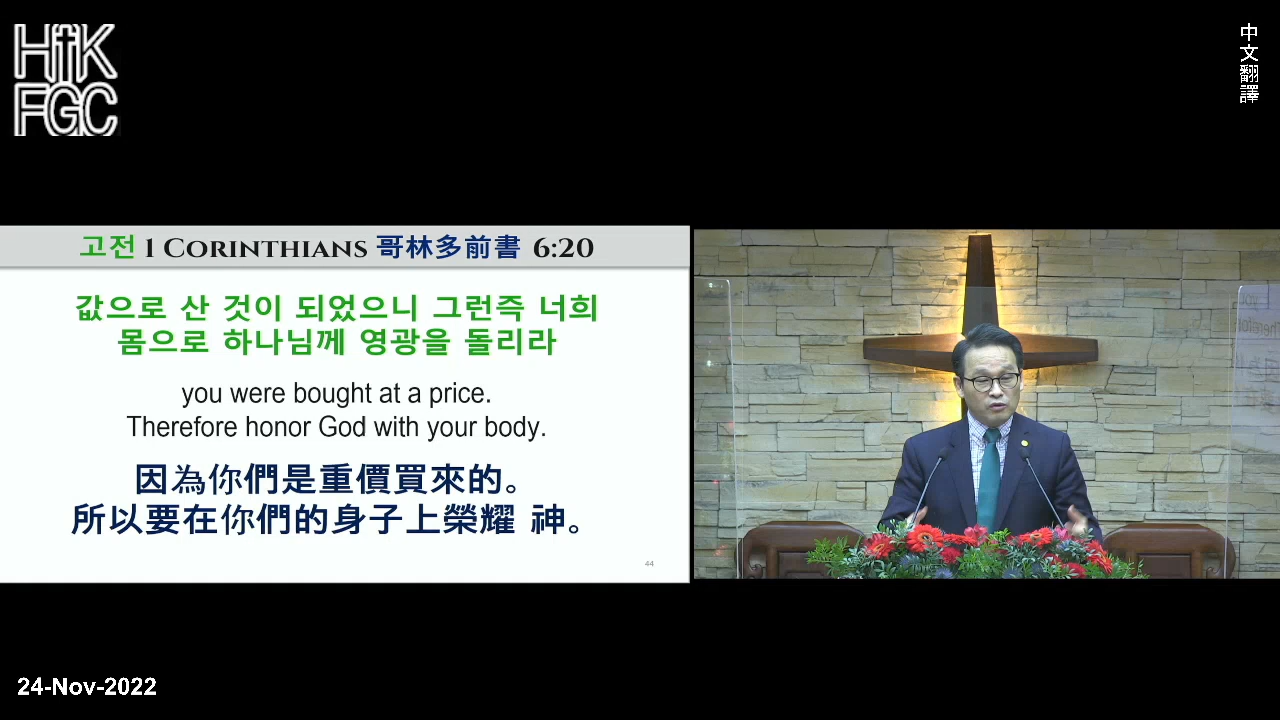 HKFGC
中文翻譯
고전 1 CORINTHIANS 哥林多前書 6:20
값으로 산 것이 되었으니 그런즉 너희
몸으로 하나님께 영광을 돌리라
you were bought at a price.
Therefore honor God with your body.
因為你們是重價買來的。
所以要在你們的身子上榮耀 神。
44
24-Nov-2022